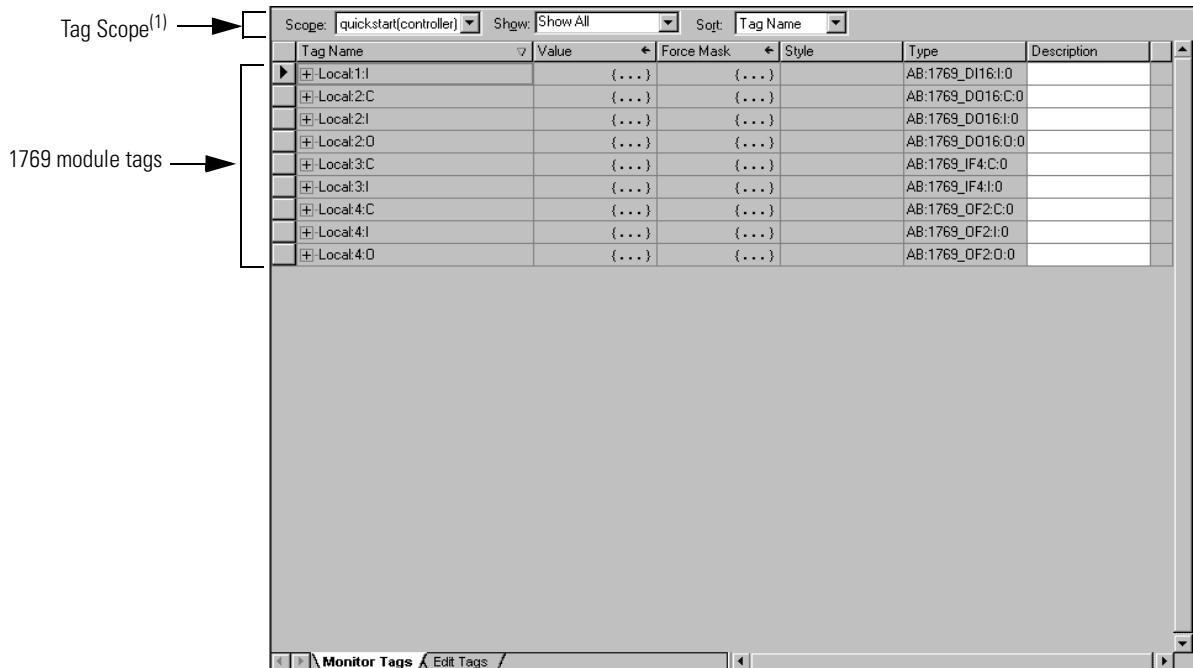 Tag Scope(1)
Scope: quickstart(controller) Show: Show All Sort: Tag Name
Tag Name Value Force Mask Style Type Description
Local:1:I {...} {...} AB:1769_DI16:I:0
Local:2:C {...} {...} AB:1769_DO16:C:0
Local:2:I {...} {...} AB:1769_DO16:I:0
Local:2:O {...} {...} AB:1769_DO16:O:0
1769 module tags
Local:3:C {...} {...} AB:1769_IF4:C:0
Local:3:I {...} {...} AB:1769_IF4:I:0
Local:4:C {...} {...} AB:1769_OF2:C:0
Local:4:I {...} {...} AB:1769_OF2:I:0
Local:4:O {...} {...} AB:1769_OF2:O:0
Monitor Tags Edit Tags